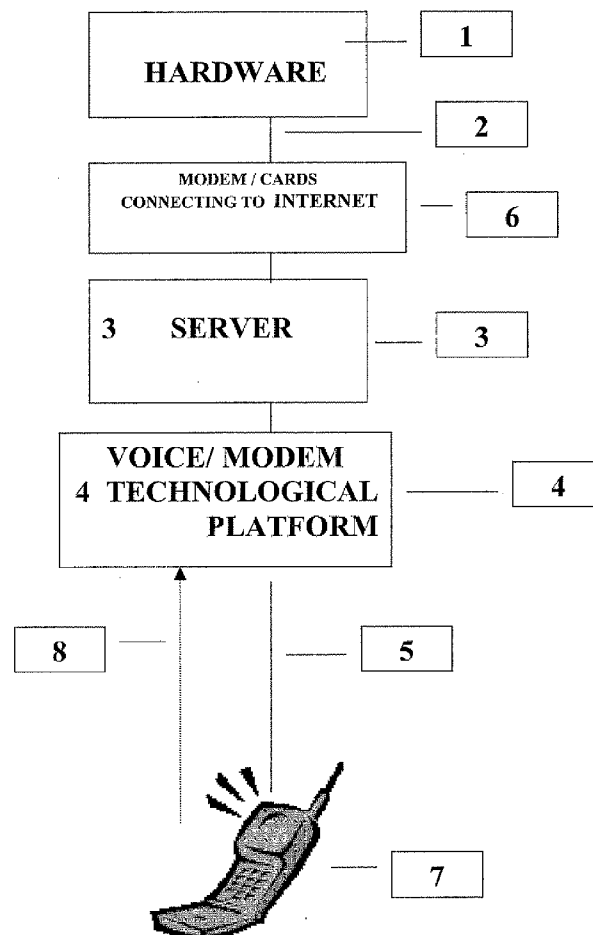 1
HARDWARE
2
MODEM / CARDS
CONNECTING TO INTERNET
6
3 SERVER
3
VOICE/ MODEM
4 TECHNOLOGICAL
PLATFORM
4
8
5
7